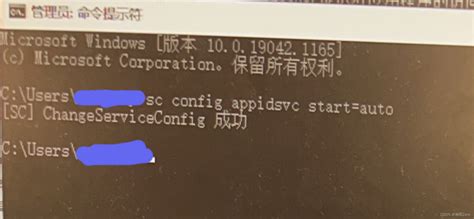 管理员: 命令提示符
Microsoft Windows [版本 10.0.19042.1165]
(c) Microsoft Corporation。保留所有权利。
C:\Users\sc config appidsvc start=auto
[SC] ChangeServiceConfig 成功
C:\Users\